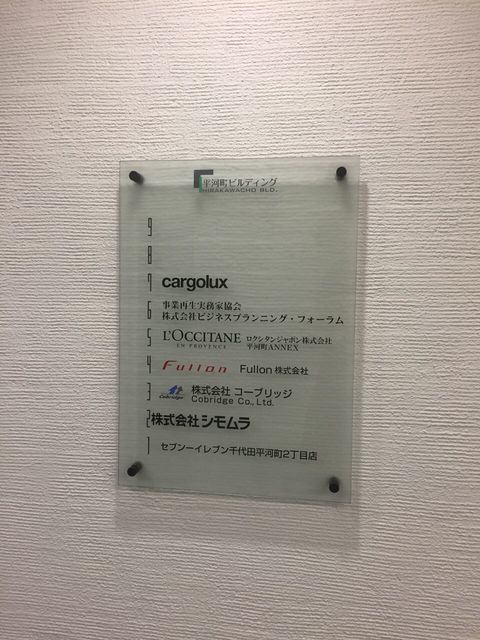 平河町ビルディング
HIRAKAWACHO BLD.
9
8
7 cargolux
6 事業再生実務家協会
株式会社ビジネスプランニング・フォーラム
5 L'OCCITANE ロクシタンジャポン株式会社
EN PROVENCE 平河町ANNEX
4 Fullon Fullon 株式会社
3 Cobridge 株式会社 コーブリッジ
Cobridge Co., Ltd.
2 株式会社 シモムラ
1 セブンーイレブン千代田平河町2丁目店